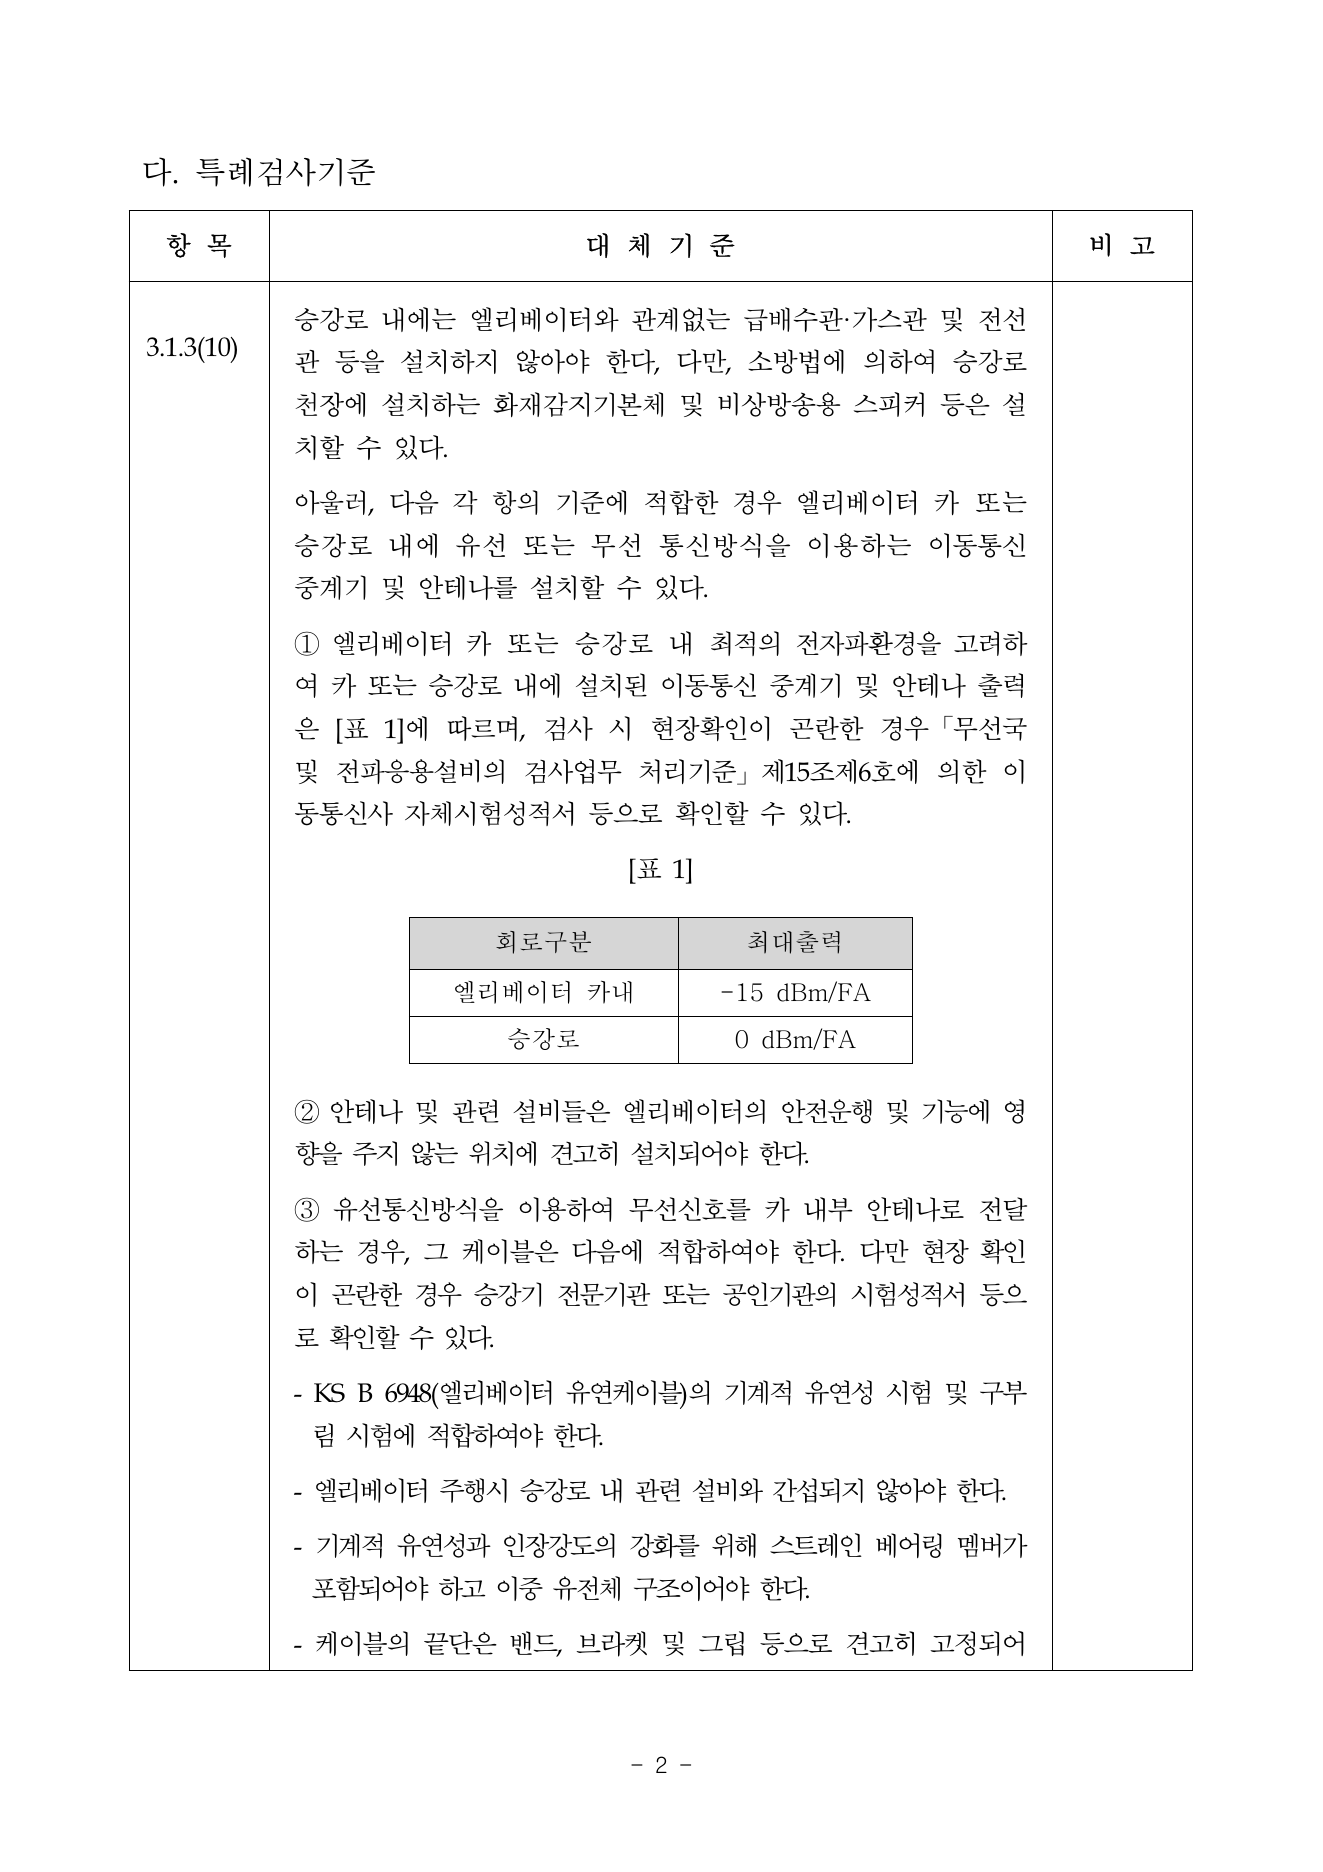 다. 특례검사기준
항 목 대 체 기 준 비 고
3.1.3(10)
승강로 내에는 엘리베이터와 관계없는 급배수관·가스관 및 전선
관 등을 설치하지 않아야 한다, 다만, 소방법에 의하여 승강로
천장에 설치하는 화재감지기본체 및 비상방송용 스피커 등은 설
치할 수 있다.
아울러, 다음 각 항의 기준에 적합한 경우 엘리베이터 카 또는
승강로 내에 유선 또는 무선 통신방식을 이용하는 이동통신
중계기 및 안테나를 설치할 수 있다.
① 엘리베이터 카 또는 승강로 내 최적의 전자파환경을 고려하
여 카 또는 승강로 내에 설치된 이동통신 중계기 및 안테나 출력
은 [표 1]에 따르며, 검사 시 현장확인이 곤란한 경우「무선국
및 전파응용설비의 검사업무 처리기준」제15조제6호에 의한 이
동통신사 자체시험성적서 등으로 확인할 수 있다.
[표 1]
회로구분 최대출력
엘리베이터 카내 -15 dBm/FA
승강로 0 dBm/FA
② 안테나 및 관련 설비들은 엘리베이터의 안전운행 및 기능에 영
향을 주지 않는 위치에 견고히 설치되어야 한다.
③ 유선통신방식을 이용하여 무선신호를 카 내부 안테나로 전달
하는 경우, 그 케이블은 다음에 적합하여야 한다. 다만 현장 확인
이 곤란한 경우 승강기 전문기관 또는 공인기관의 시험성적서 등으
로 확인할 수 있다.
- KS B 6948(엘리베이터 유연케이블)의 기계적 유연성 시험 및 구부
림 시험에 적합하여야 한다.
- 엘리베이터 주행시 승강로 내 관련 설비와 간섭되지 않아야 한다.
- 기계적 유연성과 인장강도의 강화를 위해 스트레인 베어링 멤버가
포함되어야 하고 이중 유전체 구조이어야 한다.
- 케이블의 끝단은 밴드, 브라켓 및 그립 등으로 견고히 고정되어
- 2 -